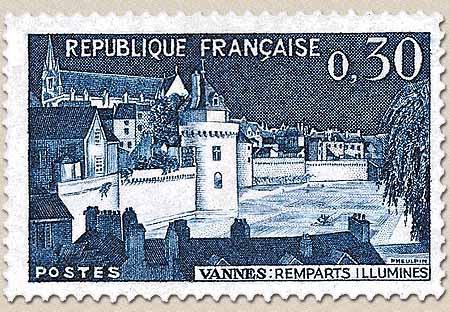 REPUBLIQUE FRANÇAISE
0,30
PHEULPIN
POSTES
VANNES: REMPARTS ILLUMINES